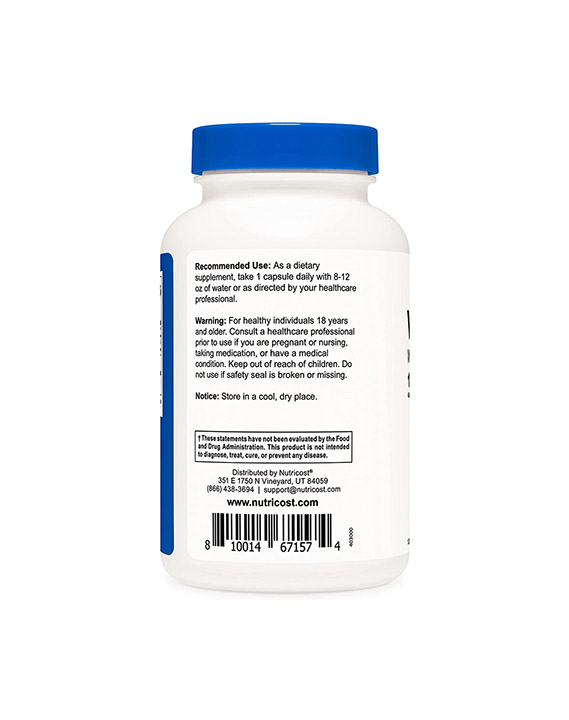 Recommended Use: As a dietary
supplement, take 1 capsule daily with 8-12
oz of water or as directed by your healthcare
professional.
Warning: For healthy individuals 18 years
and older. Consult a healthcare professional
prior to use if you are pregnant or nursing,
taking medication, or have a medical
condition. Keep out of reach of children. Do
not use if safety seal is broken or missing.
Notice: Store in a cool, dry place.
†These statements have not been evaluated by the Food
and Drug Administration. This product is not intended
to diagnose, treat, cure, or prevent any disease.
Distributed by Nutricost®
351 E 1750 N Vineyard, UT 84059
(866) 438-3694 | support@nutricost.com
www.nutricost.com
8 10014 67157 4
403000